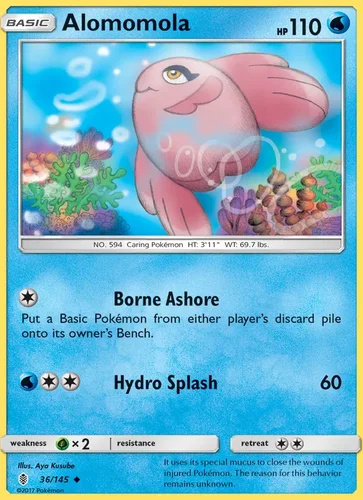 BASIC Alomomola HP 110
NO. 594 Caring Pokémon HT: 3'11" WT: 69.7 lbs.
Borne Ashore
Put a Basic Pokémon from either player's discard pile
onto its owner's Bench.
Hydro Splash 60
weakness ×2 resistance retreat
Illus. Aya Kusube
36/145
©2017 Pokémon
It uses its special mucus to close the wounds
of injured Pokémon. The reason for this behavior
remains unknown.